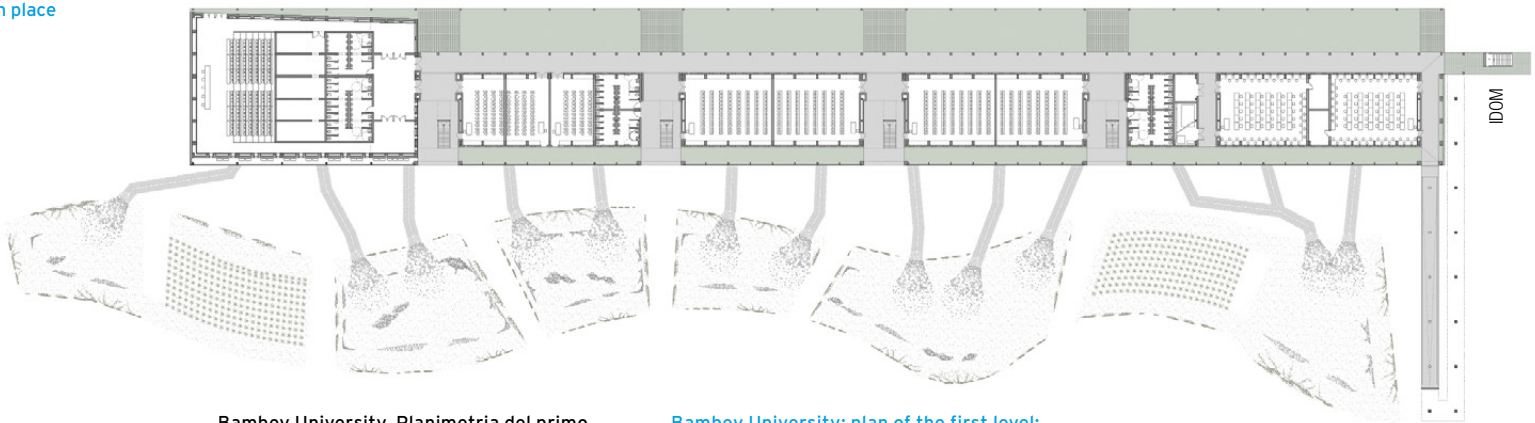 n place
IDOM
Bambey University. Planimetria del primo
Bambey University: plan of the first level;